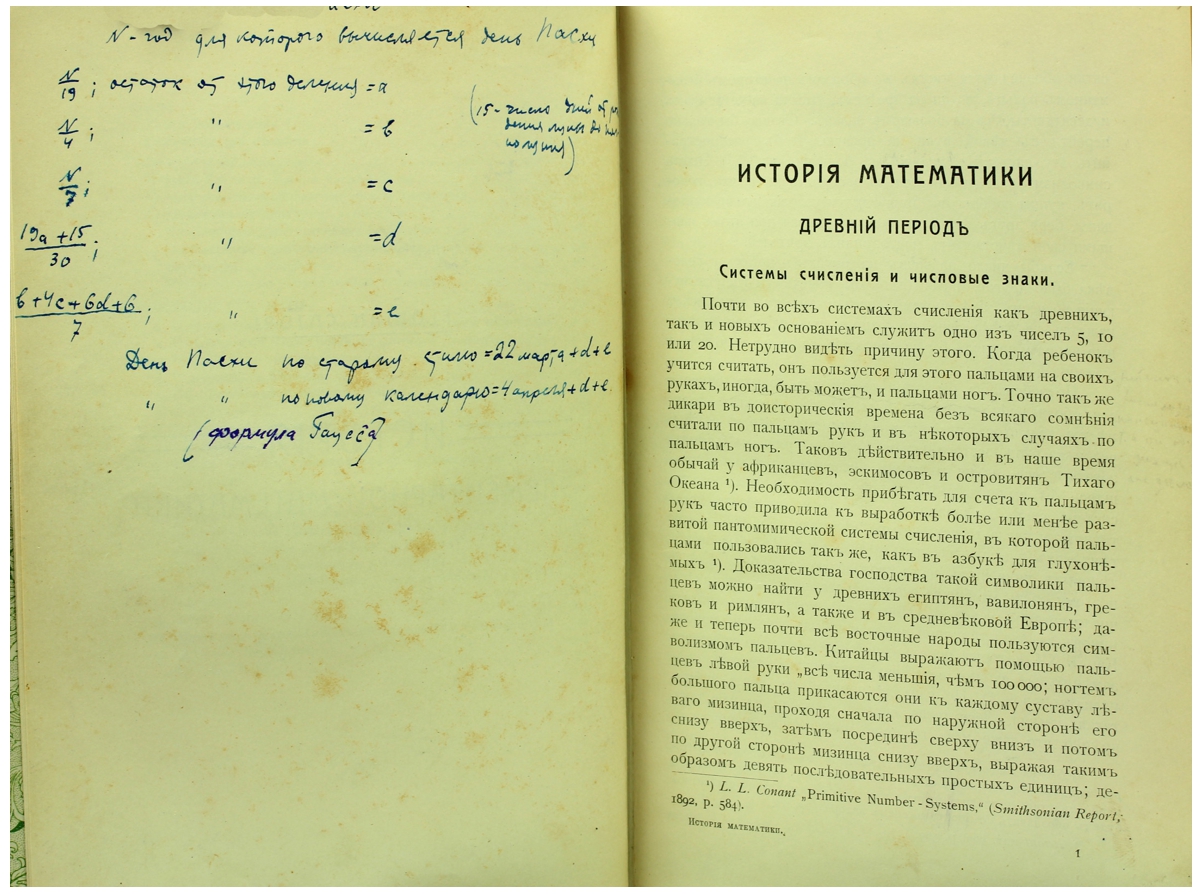 N - год для которого вычисляется день Пасхи
N/19; остаток от этого деления = a
(15 - число дней от
N/4; " = b
N/7; " = c
19a + 15/30; " = d
b + 4c + 6d + 6/7; " = e
День Пасхи по старому стилю = 22 марта + d + e
" " по новому календарю = 4 апреля + d + e
(формула Гаусса)
ИСТОРІЯ МАТЕМАТИКИ
ДРЕВНІЙ ПЕРІОДЪ
Системы счисленія и числовые знаки.
Почти во всѣхъ системахъ счисленія какъ древнихъ,
такъ и новыхъ основаніемъ служитъ одно изъ чиселъ 5, 10
или 20. Нетрудно видѣть причину этого. Когда ребенокъ
учится считать, онъ пользуется для этого пальцами на своихъ
рукахъ, иногда, быть можетъ, и пальцами ногъ. Точно такъ же
дикари въ доисторическія времена безъ всякаго сомнѣнія
считали по пальцамъ рукъ и въ нѣкоторыхъ случаяхъ по
пальцамъ ногъ. Таковъ дѣйствительно и въ наше время
обычай у африканцевъ, эскимосовъ и островитянъ Тихаго
Океана ¹). Необходимость прибѣгать для счета къ пальцамъ
рукъ часто приводила къ выработкѣ болѣе или менѣе раз-
витой пантомимической системы счисленія, въ которой паль-
цами пользовались такъ же, какъ въ азбукѣ для глухонѣ-
мыхъ ¹). Доказательства господства такой символики паль-
цевъ можно найти у древнихъ египтянъ, вавилонянъ, гре-
ковъ и римлянъ, а также и въ средневѣковой Европѣ; да-
же и теперь почти всѣ восточные народы пользуются сим-
волизмомъ пальцевъ. Китайцы выражаютъ помощью паль-
цевъ лѣвой руки „всѣ числа меньшія, чѣмъ 100 000; ногтемъ
большого пальца прикасаются они къ каждому суставу лѣ-
ваго мизинца, проходя сначала по наружной сторонѣ его
снизу вверхъ, затѣмъ посрединѣ сверху внизъ и потомъ
по другой сторонѣ мизинца снизу вверхъ, выражая такимъ
образомъ девять послѣдовательныхъ простыхъ единицъ; де-
¹) L. L. Conant „Primitive Number - Systems,“ (Smithsonian Report,
1892, p. 584).
Исторія математики.
1